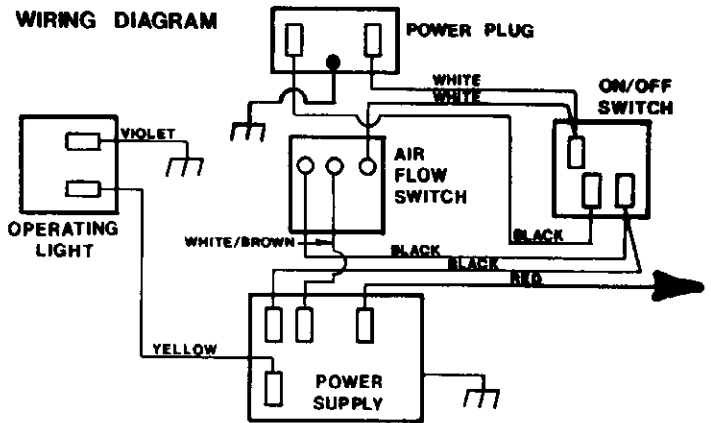 WIRING DIAGRAM
POWER PLUG
WHITE
WHITE
ON/OFF
SWITCH
VIOLET
AIR
FLOW
SWITCH
OPERATING
LIGHT
WHITE/BROWN
BLACK
BLACK
BLACK
RED
YELLOW
POWER
SUPPLY